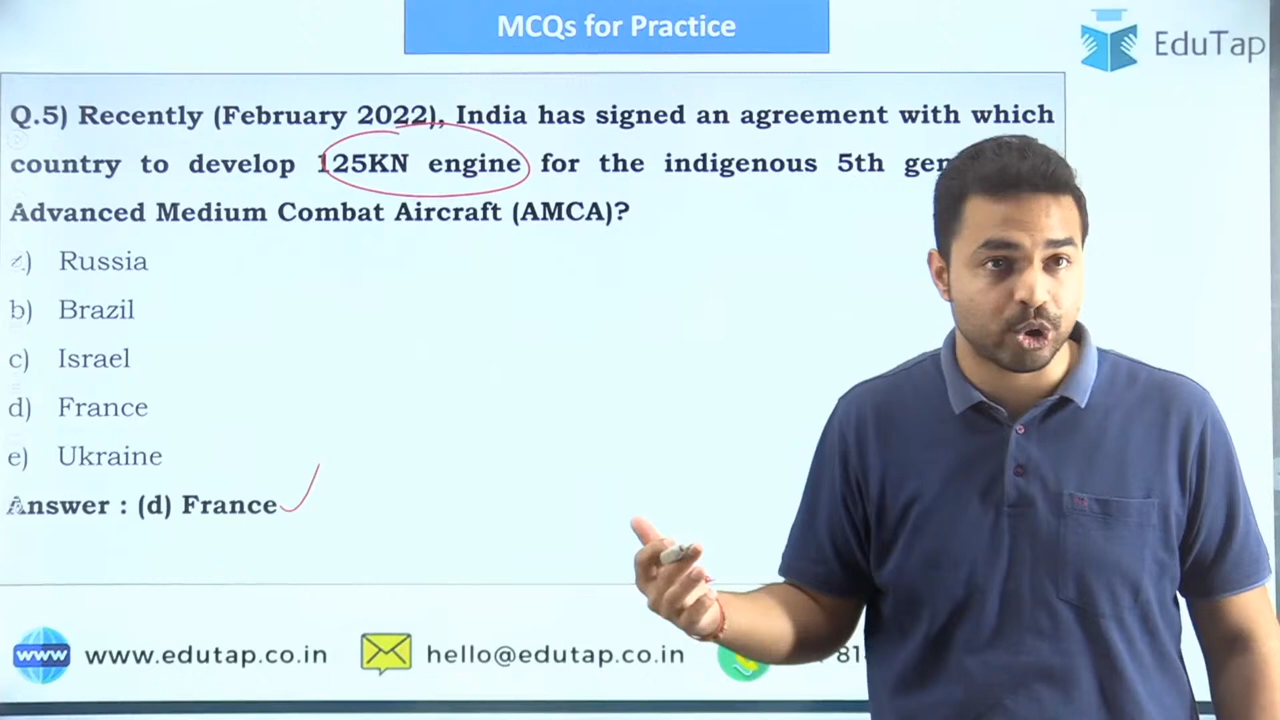 MCQs for Practice
EduTap
Q.5) Recently (February 2022), India has signed an agreement with which
country to develop 125KN engine for the indigenous 5th
Advanced Medium Combat Aircraft (AMCA)?
Russia
b) Brazil
c) Israel
d) France
e) Ukraine
Answer : (d) France
www www.edutap.co.in hello@edutap.co.in